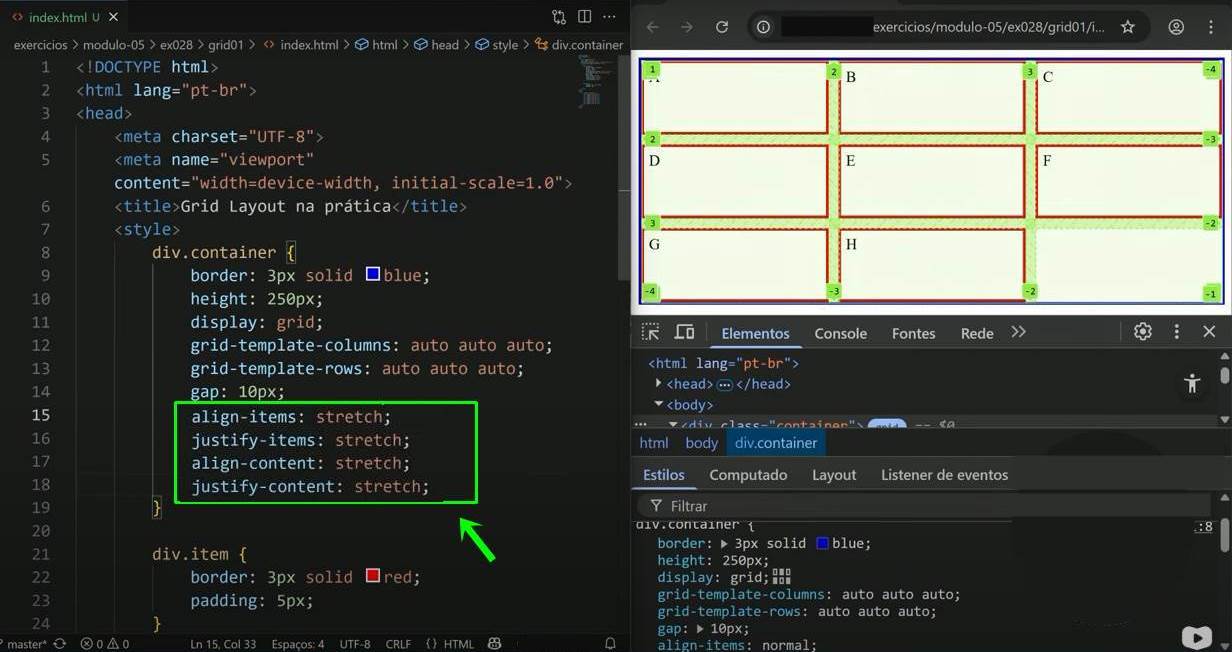 index.html U
exercicios > modulo-05 > ex028 > grid01 > index.html > html > head > style > div.container
1 <!DOCTYPE html>
2 <html lang="pt-br">
3 <head>
4 <meta charset="UTF-8">
5 <meta name="viewport"
content="width=device-width, initial-scale=1.0">
6 <title>Grid Layout na prática</title>
7 <style>
8 div.container {
9 border: 3px solid blue;
10 height: 250px;
11 display: grid;
12 grid-template-columns: auto auto auto;
13 grid-template-rows: auto auto auto;
14 gap: 10px;
15 align-items: stretch;
16 justify-items: stretch;
17 align-content: stretch;
18 justify-content: stretch;
19 }
20
21 div.item {
22 border: 3px solid red;
23 padding: 5px;
24 }
master* 0 0 Ln 15, Col 33 Espaços: 4 UTF-8 CRLF {} HTML
exercicios/modulo-05/ex028/grid01/i...
1 2 3 -4
B C
2 -3
D E F
3 -2
G H
-4 -3 -2 -1
Elementos Console Fontes Rede
<html lang="pt-br">
<head> </head>
<body>
<div class="container"> grid == $0
html body div.container
Estilos Computado Layout Listener de eventos
Filtrar
div.container { :8
border: 3px solid blue;
height: 250px;
display: grid;
grid-template-columns: auto auto auto;
grid-template-rows: auto auto auto;
gap: 10px;
align-items: normal;